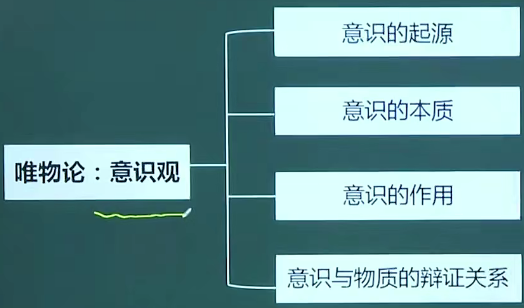 意识的起源
意识的本质
唯物论：意识观
意识的作用
意识与物质的辩证关系